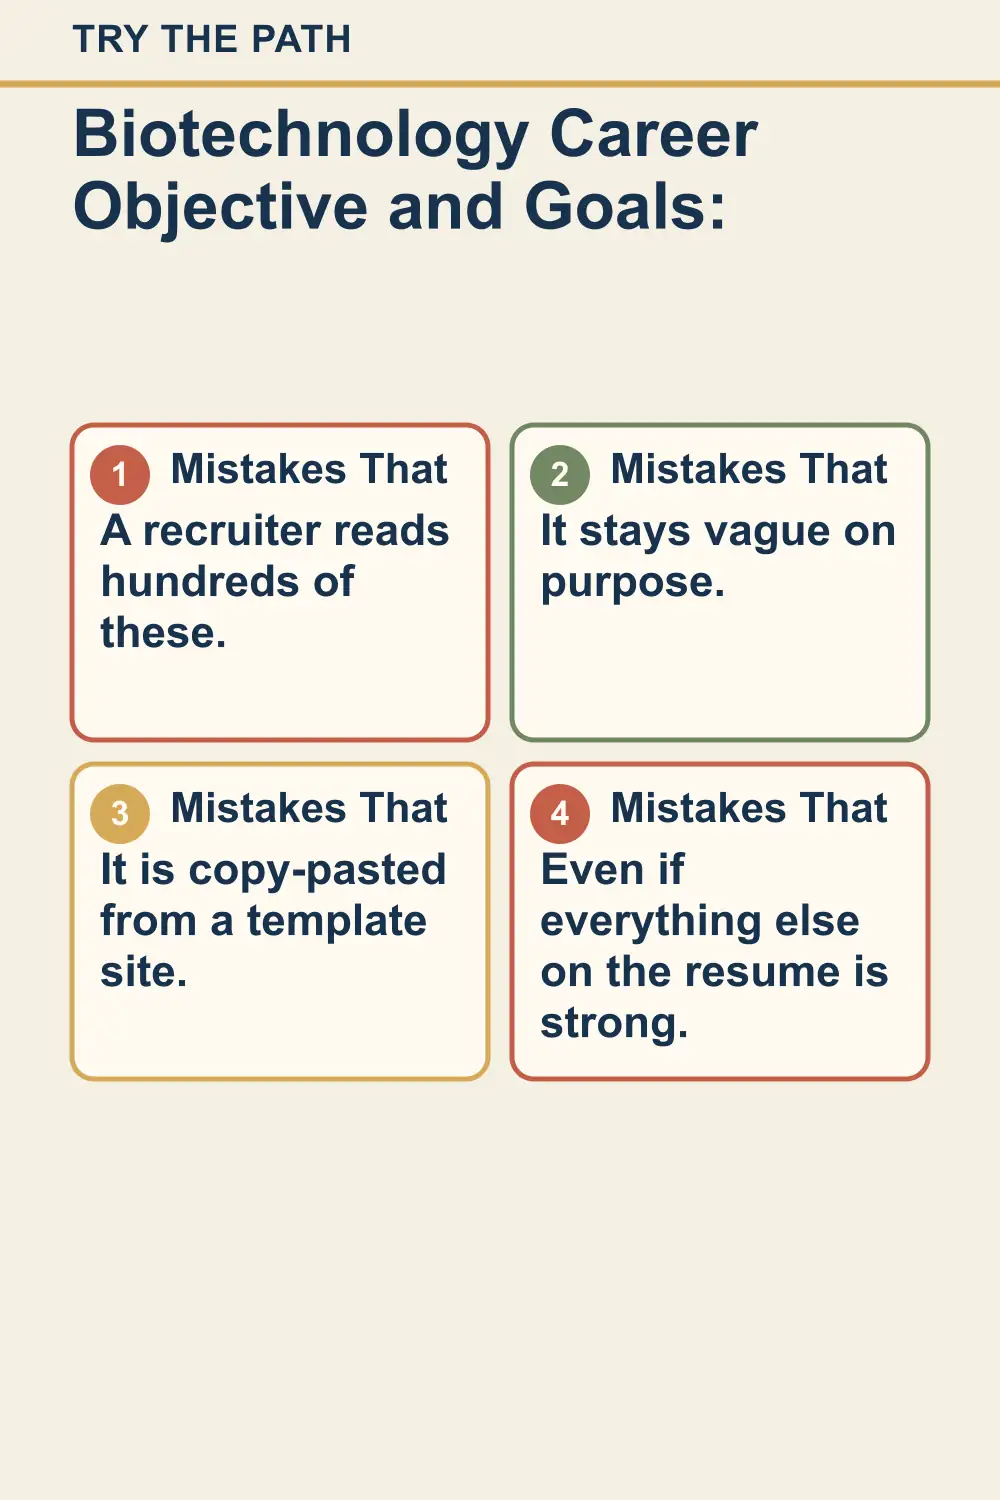 TRY THE PATH
Biotechnology Career
Objective and Goals:
1 Mistakes That
A recruiter reads
hundreds of
these.
2 Mistakes That
It stays vague on
purpose.
3 Mistakes That
It is copy-pasted
from a template
site.
4 Mistakes That
Even if
everything else
on the resume is
strong.